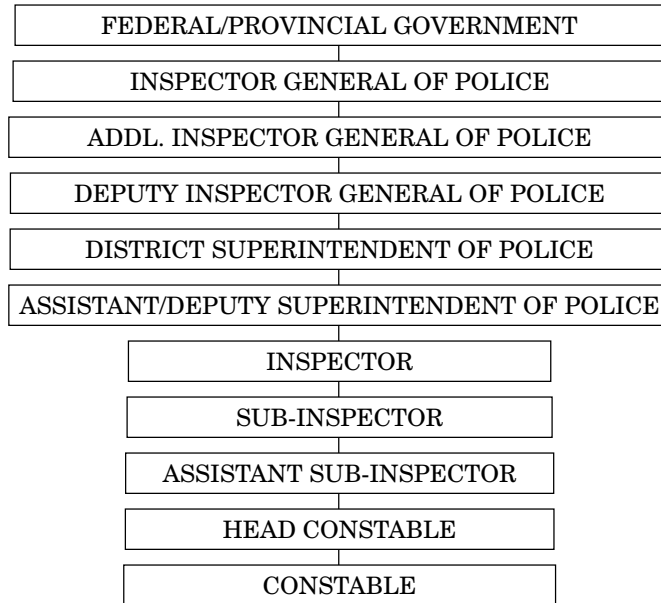 FEDERAL/PROVINCIAL GOVERNMENT
INSPECTOR GENERAL OF POLICE
ADDL. INSPECTOR GENERAL OF POLICE
DEPUTY INSPECTOR GENERAL OF POLICE
DISTRICT SUPERINTENDENT OF POLICE
ASSISTANT/DEPUTY SUPERINTENDENT OF POLICE
INSPECTOR
SUB-INSPECTOR
ASSISTANT SUB-INSPECTOR
HEAD CONSTABLE
CONSTABLE